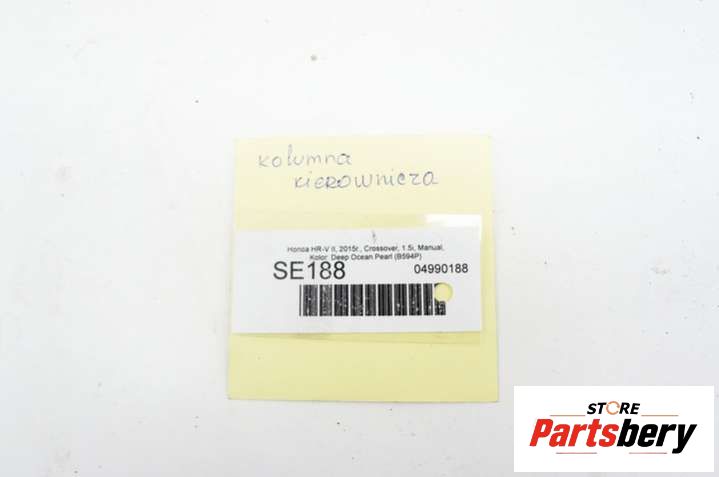 kolumna
kierownicza
Honda HR-V II, 2015r., Crossover, 1.5i, Manual,
Kolor: Deep Ocean Pearl (B594P)
SE188 04990188
STORE
Partsbery